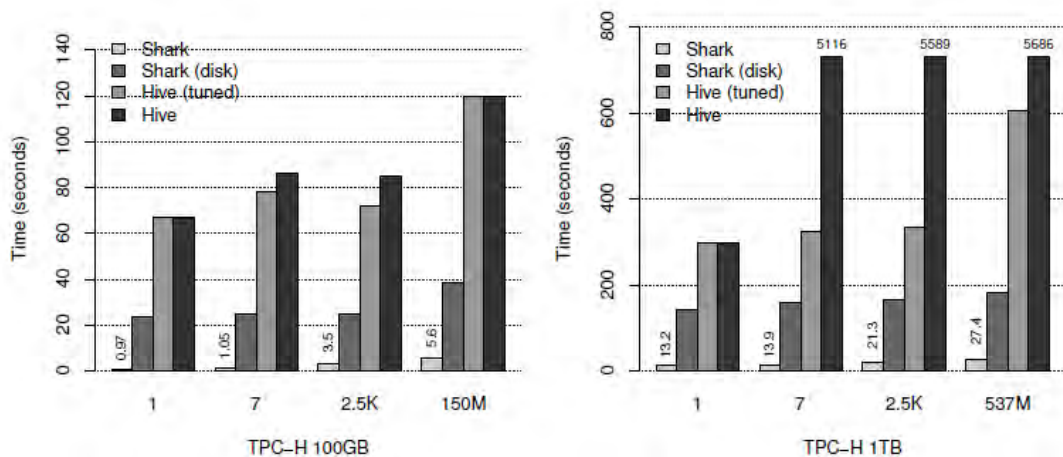 Time (seconds)
140
120
100
80
60
40
20
0
Shark
Shark (disk)
Hive (tuned)
Hive
0.97
1.05
3.5
5.6
1 7 2.5K 150M
TPC-H 100GB
Time (seconds)
800
600
400
200
0
Shark
Shark (disk)
Hive (tuned)
Hive
5116
5589
5686
13.2
13.9
21.3
27.4
1 7 2.5K 537M
TPC-H 1TB